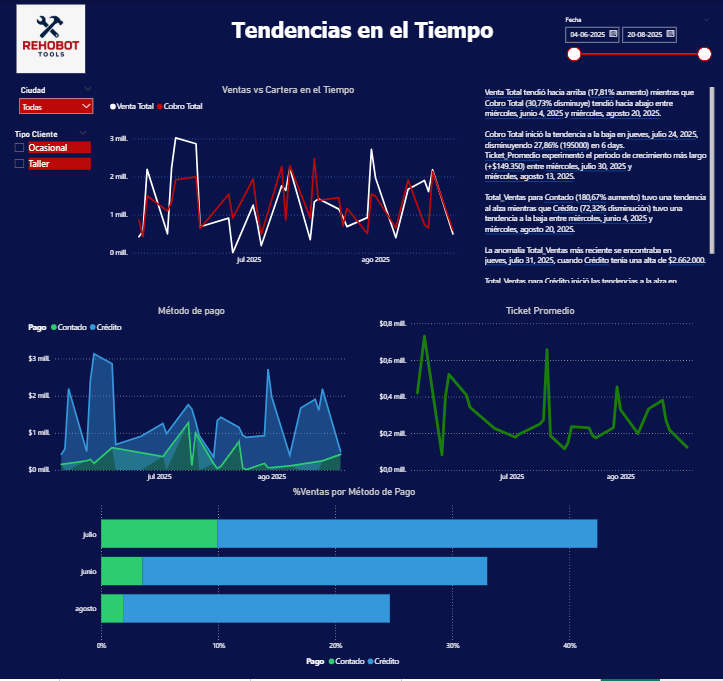 REHOBOT
TOOLS
Tendencias en el Tiempo
Fecha
04-06-2025
20-08-2025
Ciudad
Todas
Tipo Cliente
Ocasional
Taller
Ventas vs Cartera en el Tiempo
Venta Total Cobro Total
3 mill.
2 mill.
1 mill.
0 mill.
jul 2025 ago 2025
Venta Total tendió hacia arriba (17,81% aumento) mientras que
Cobro Total (30,73% disminuye) tendió hacia abajo entre
miércoles, junio 4, 2025 y miércoles, agosto 20, 2025.
Cobro Total inició la tendencia a la baja en jueves, julio 24, 2025,
disminuyendo 27,86% (195000) en 6 days.
Ticket_Promedio experimentó el período de crecimiento más largo
(+$149.350) entre miércoles, julio 30, 2025 y
miércoles, agosto 13, 2025.
Total_Ventas para Contado (180,67% aumento) tuvo una tendencia
al alza mientras que Crédito (72,32% disminución) tuvo una
tendencia a la baja entre miércoles, junio 4, 2025 y
miércoles, agosto 20, 2025.
La anomalía Total_Ventas más reciente se encontraba en
jueves, julio 31, 2025, cuando Crédito tenía una alta de $2.662.000.
Total_Ventas para Crédito inició las tendencias al alza en
Método de pago
Pago Contado Crédito
$3 mill.
$2 mill.
$1 mill.
$0 mill.
jul 2025 ago 2025
Ticket Promedio
$0,8 mill.
$0,6 mill.
$0,4 mill.
$0,2 mill.
$0,0 mill.
jul 2025 ago 2025
%Ventas por Método de Pago
julio
junio
agosto
0% 10% 20% 30% 40%
Pago Contado Crédito